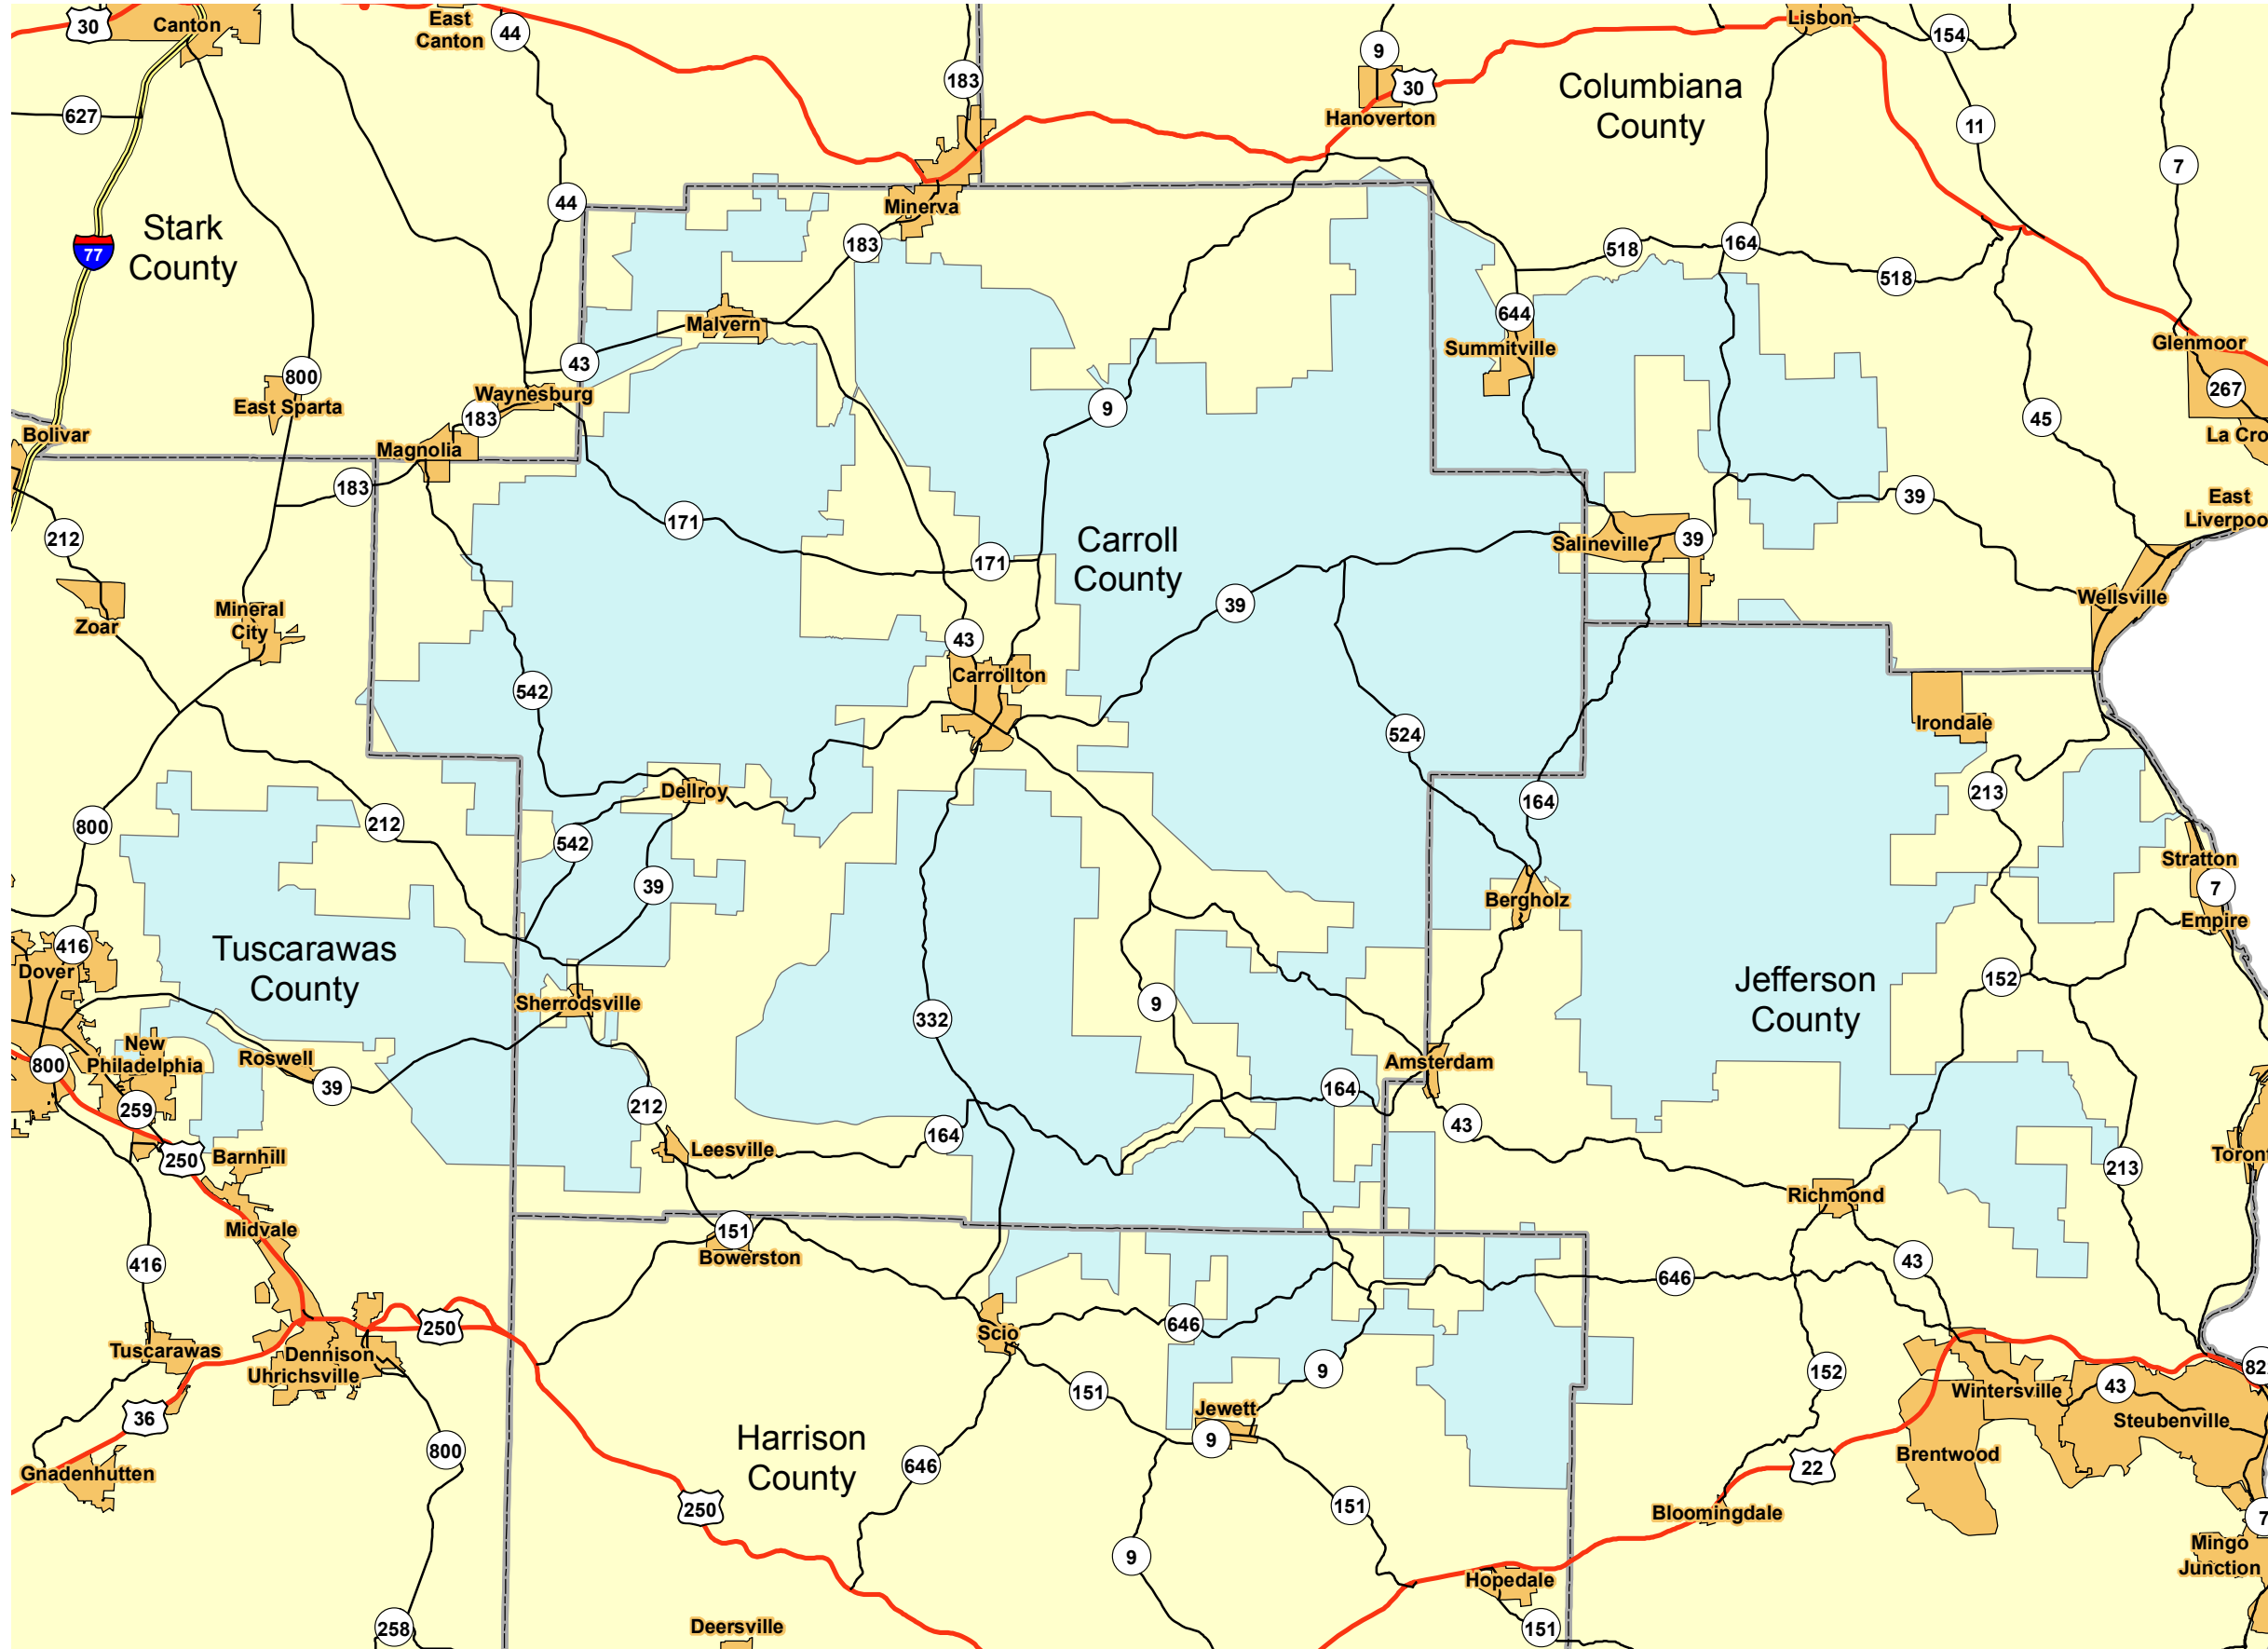 30
Canton
East
Canton
44
183
9
30
Hanoverton
Columbiana
County
Lisbon
154
11
7
627
Stark
County
77
44
Minerva
183
518
164
518
644
Summitville
Glenmoor
267
La Cro
Malvern
43
Waynesburg
183
800
East Sparta
Bolivar
Magnolia
183
9
45
212
171
171
Carroll
County
39
East
Liverpoo
Salineville
39
Zoar
Mineral
City
43
Carrollton
39
Wellsville
542
524
Irondale
Dellroy
164
213
800
212
542
39
Stratton
7
Empire
Bergholz
416
Dover
Tuscarawas
County
Sherrodsville
332
9
152
Jefferson
County
New
Philadelphia
800
Roswell
39
259
212
164
Amsterdam
43
164
250
Barnhill
Leesville
213
Toron
Richmond
Midvale
151
Bowerston
416
43
646
250
Scio
646
Tuscarawas
Dennison
Uhrichsville
36
9
151
152
822
Wintersville
43
Steubenville
Jewett
9
Gnadenhutten
800
Harrison
County
646
22
Brentwood
250
151
Bloomingdale
7
Mingo
Junction
9
Hopedale
151
258
Deersville